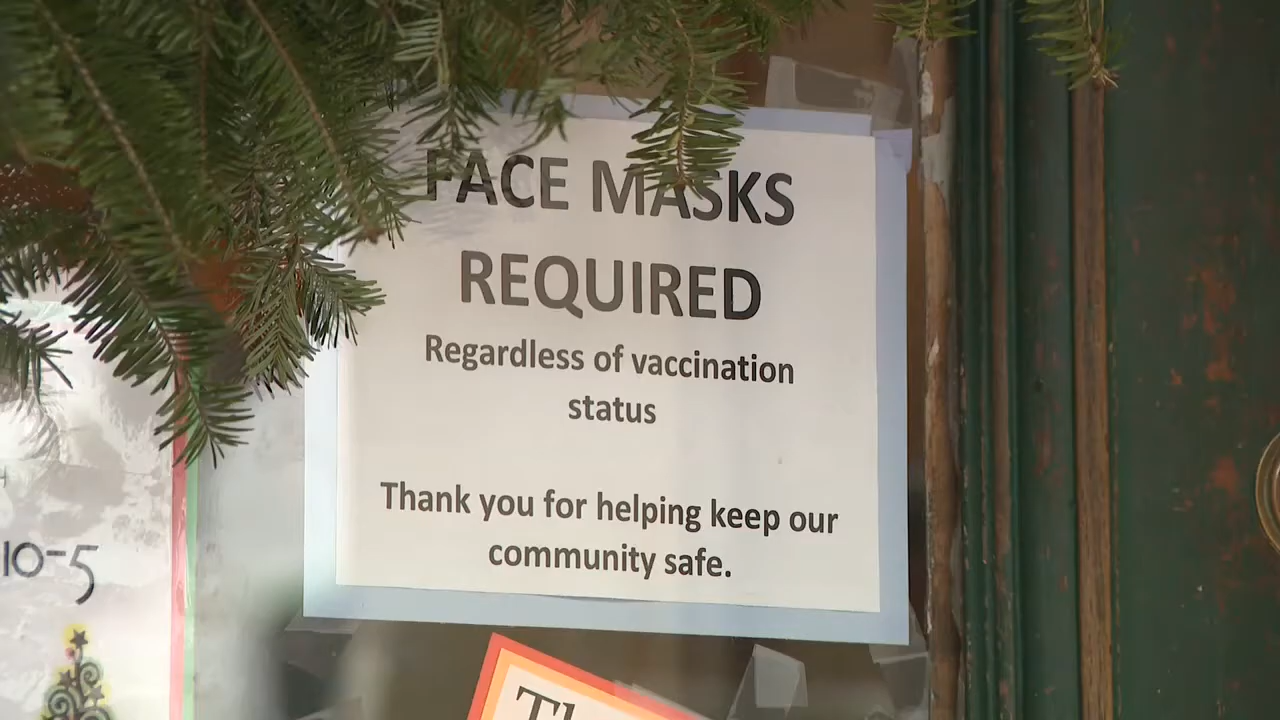 FACE MASKS
REQUIRED
Regardless of vaccination
status
Thank you for helping keep our
community safe.
10-5